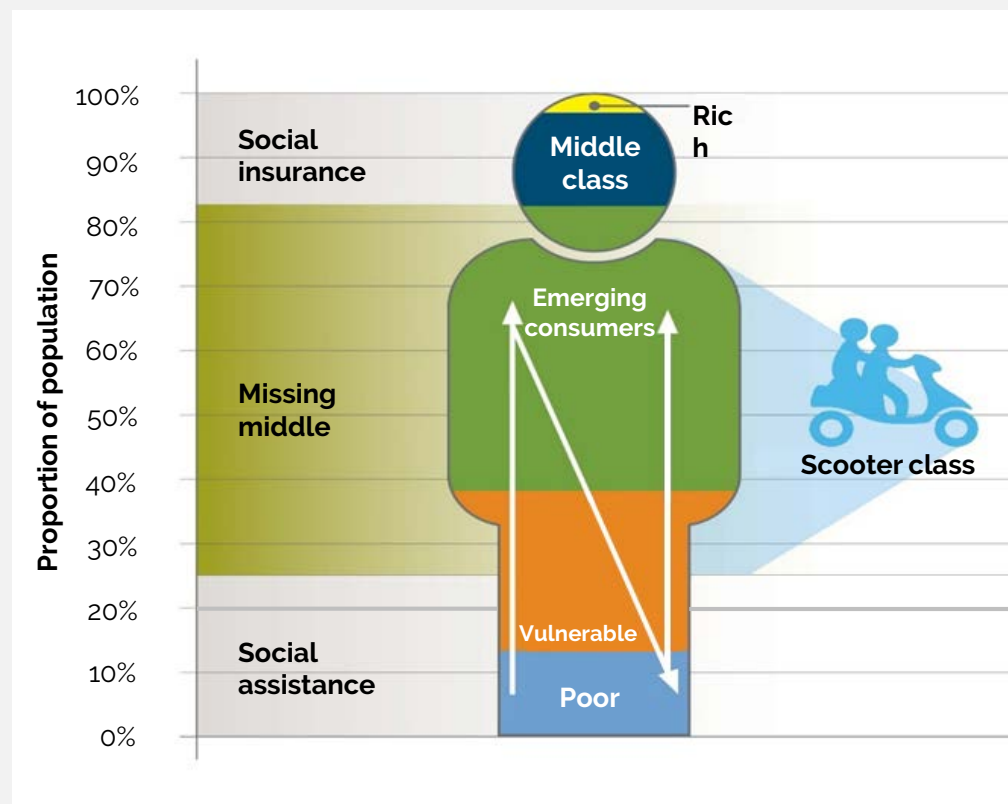 100%
90%
80%
70%
60%
50%
40%
30%
20%
10%
0%
Proportion of population
Social
insurance
Missing
middle
Social
assistance
Ric
h
Middle
class
Emerging
consumers
Vulnerable
Poor
Scooter class